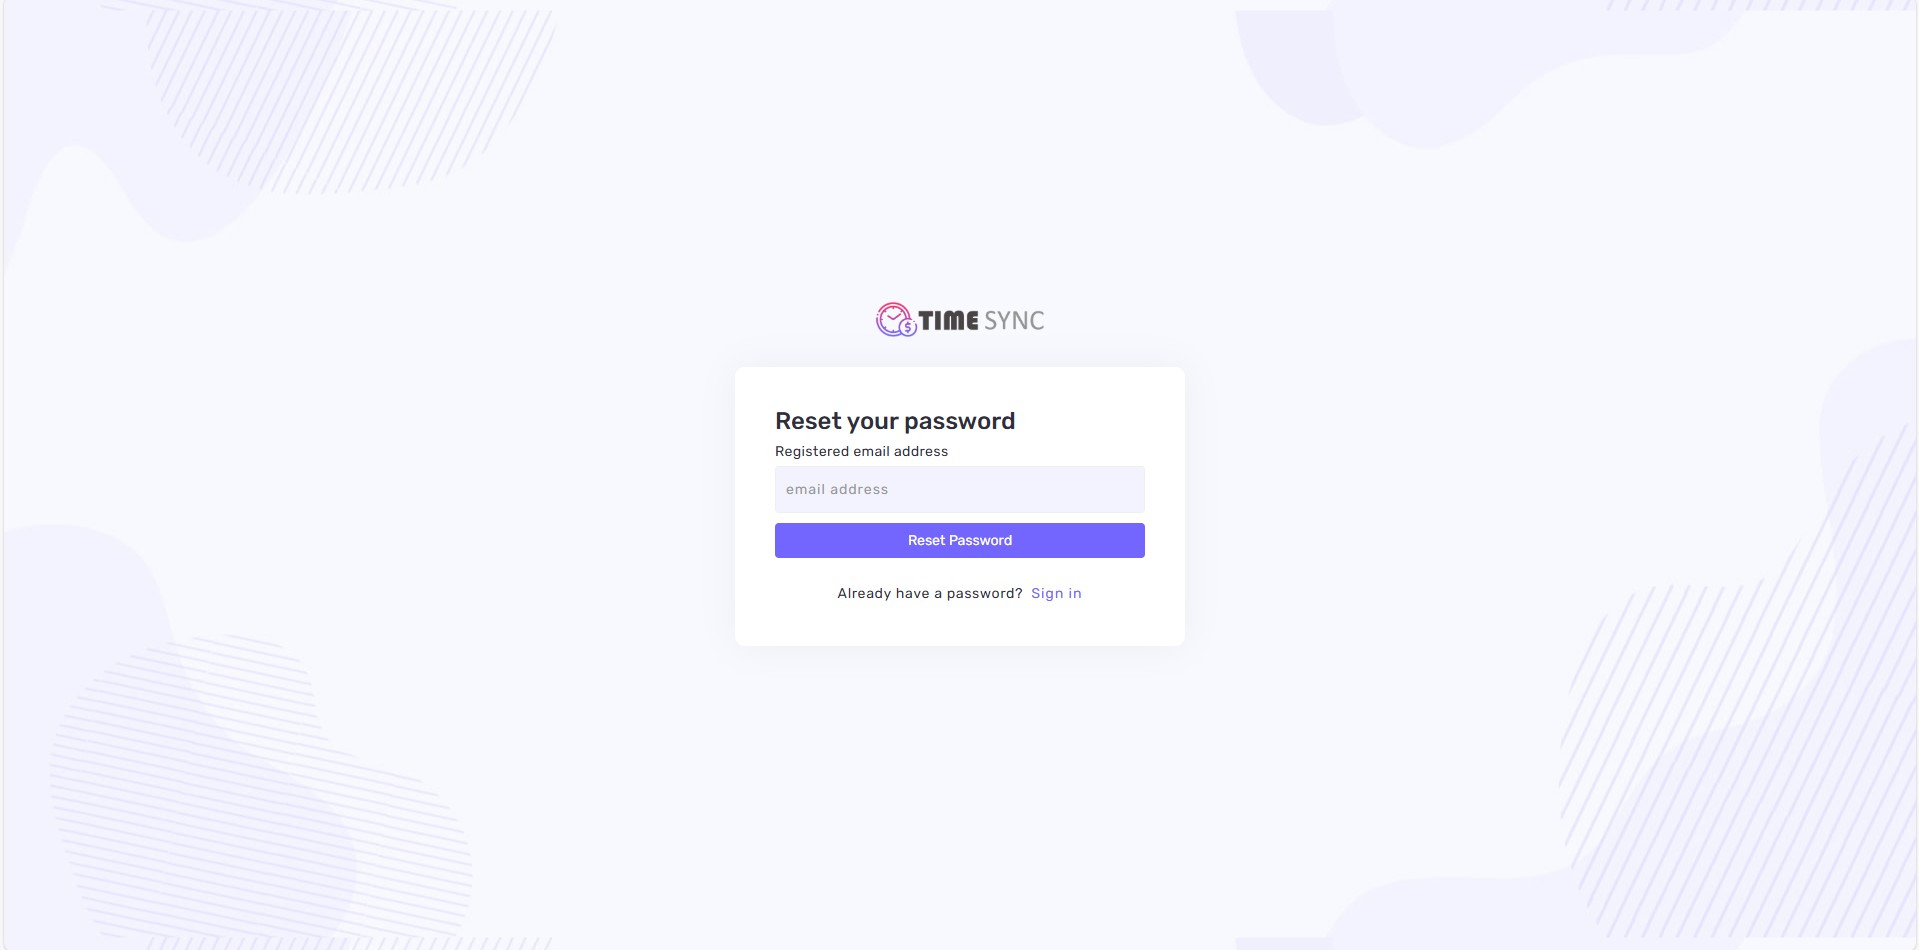 TIME SYNC
Reset your password
Registered email address
email address
Reset Password
Already have a password? Sign in